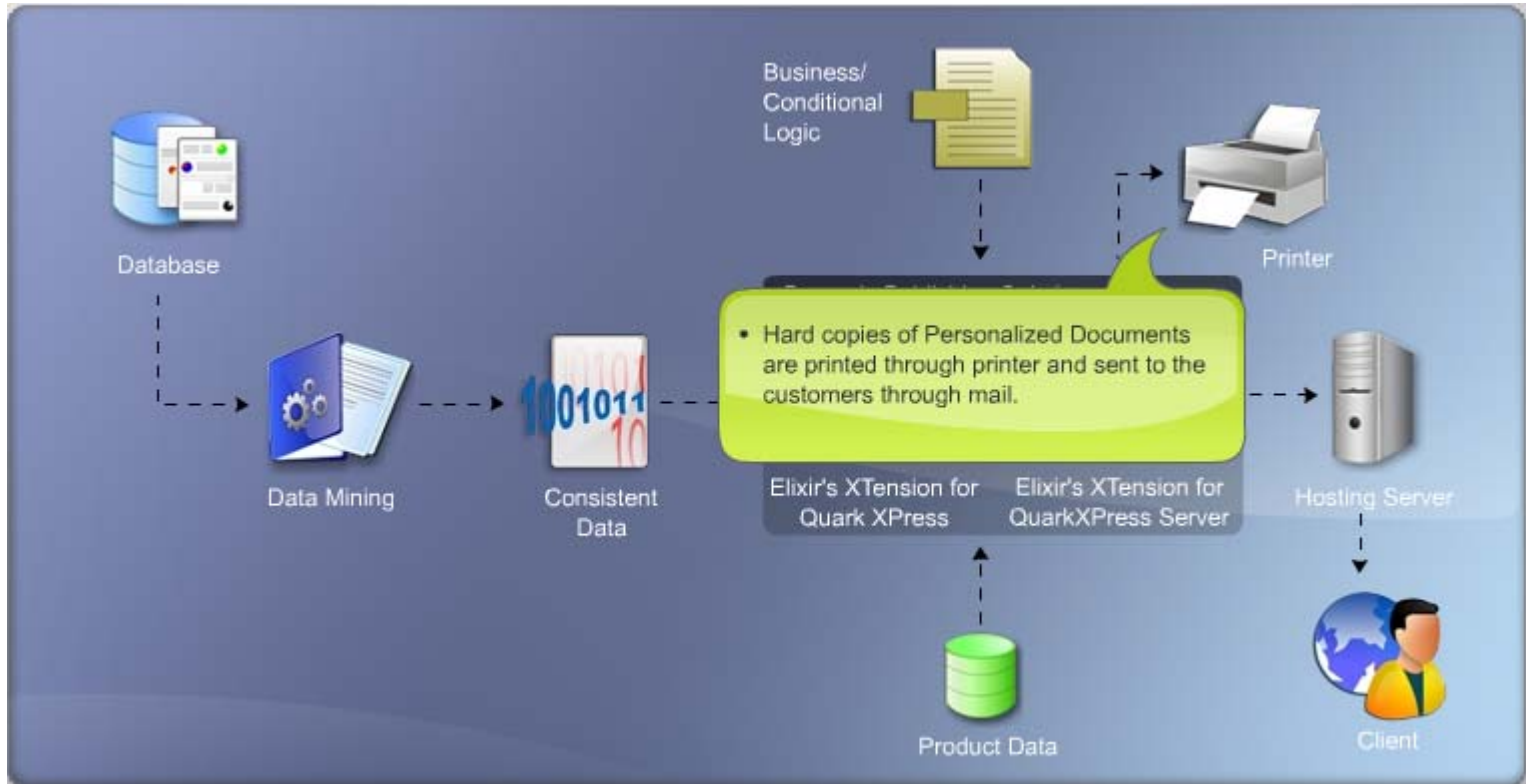 Business/
Conditional
Logic
Database
Printer
• Hard copies of Personalized Documents
are printed through printer and sent to the
customers through mail.
1001011
10
Data Mining
Consistent
Data
Elixir's XTension for
Quark XPress
Elixir's XTension for
QuarkXPress Server
Hosting Server
Product Data
Client